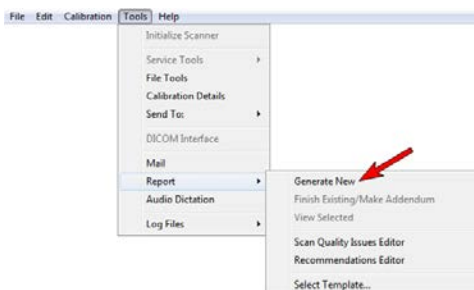 File Edit Calibration Tools Help
Initialize Scanner
Service Tools
File Tools
Calibration Details
Send To:
DICOM Interface
Mail
Report
Audio Dictation
Log Files
Generate New
Finish Existing/Make Addendum
View Selected
Scan Quality Issues Editor
Recommendations Editor
Select Template...